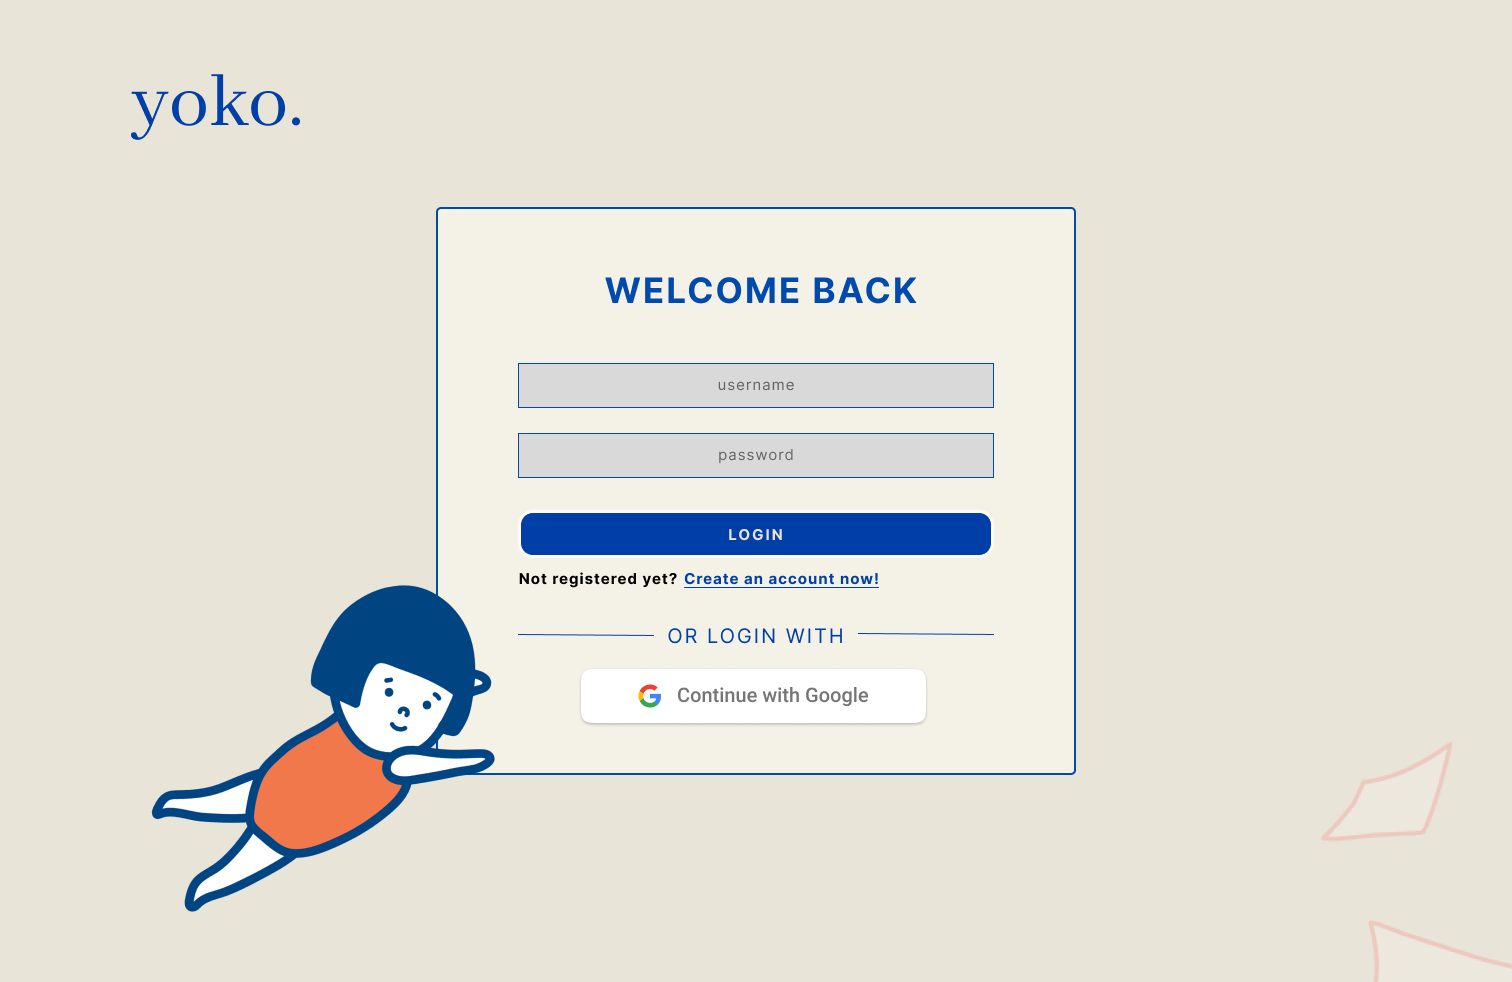 yoko.
WELCOME BACK
username
password
LOGIN
Not registered yet? Create an account now!
OR LOGIN WITH
Continue with Google